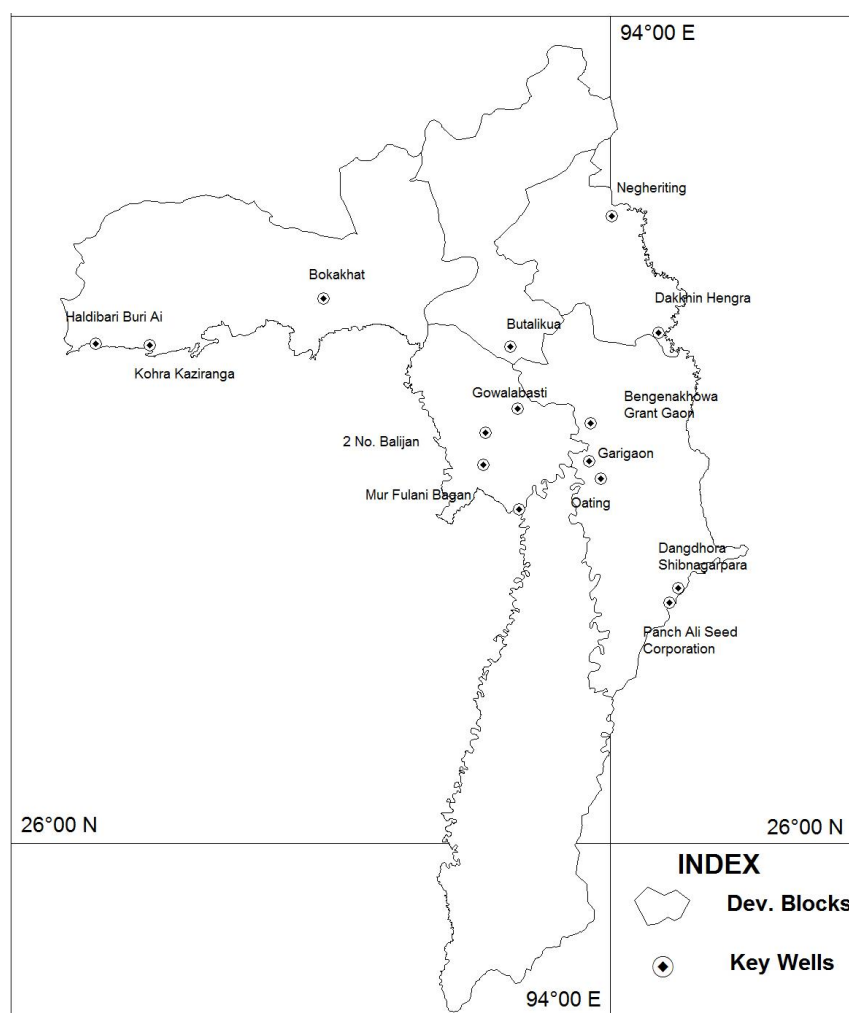 94°00 E
Negheriting
Bokakhat
Dakkhin Hengra
Haldibari Buri Ai
Butalikua
Kohra Kaziranga
Gowalabasti
Bengenakhowa
Grant Gaon
2 No. Balijan
Garigaon
Mur Fulani Bagan
Oating
Dangdhora
Shibnagarpara
Panch Ali Seed
Corporation
26°00 N
26°00 N
INDEX
Dev. Blocks
Key Wells
94°00 E